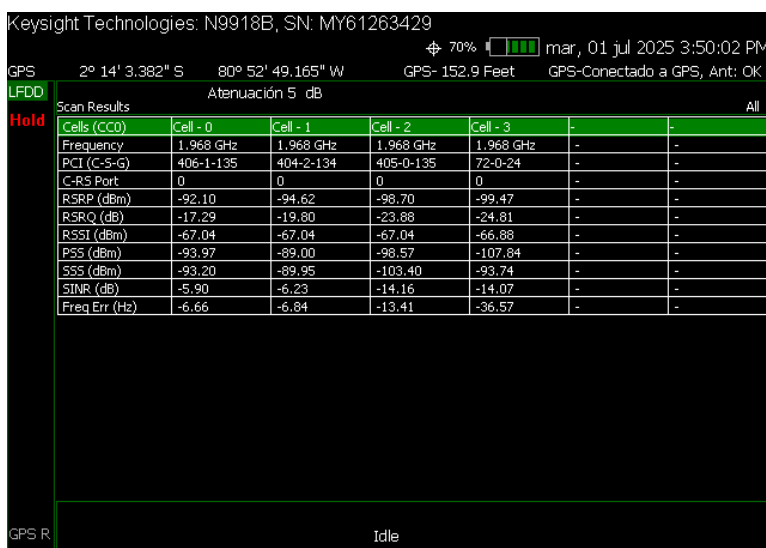 Keysight Technologies: N9918B, SN: MY61263429
70% mar, 01 jul 2025 3:50:02 PM
GPS 2º 14' 3.382" S 80º 52' 49.165" W GPS- 152.9 Feet GPS-Conectado a GPS, Ant: OK
LFDD Atenuación 5 dB
Scan Results All
Hold
Cells (CC0) Cell - 0 Cell - 1 Cell - 2 Cell - 3 - -
Frequency 1.968 GHz 1.968 GHz 1.968 GHz 1.968 GHz - -
PCI (C-S-G) 406-1-135 404-2-134 405-0-135 72-0-24 - -
C-RS Port 0 0 0 0 - -
RSRP (dBm) -92.10 -94.62 -98.70 -99.47 - -
RSRQ (dB) -17.29 -19.80 -23.88 -24.81 - -
RSSI (dBm) -67.04 -67.04 -67.04 -66.88 - -
PSS (dBm) -93.97 -89.00 -98.57 -107.84 - -
SSS (dBm) -93.20 -89.95 -103.40 -93.74 - -
SINR (dB) -5.90 -6.23 -14.16 -14.07 - -
Freq Err (Hz) -6.66 -6.84 -13.41 -36.57 - -
GPS R Idle